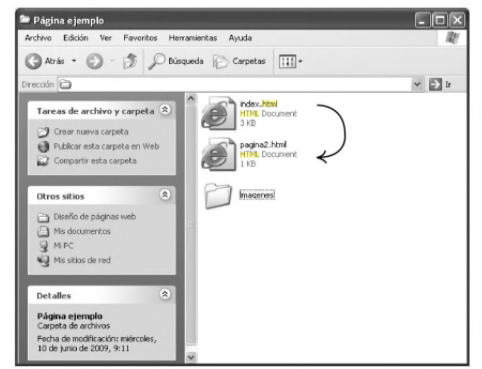 Página ejemplo
Archivo Edición Ver Favoritos Herramientas Ayuda
Atrás Búsqueda Carpetas
Dirección Ir
Tareas de archivo y carpeta
Crear nueva carpeta
Publicar esta carpeta en Web
Compartir esta carpeta
Otros sitios
Diseño de páginas web
Mis documentos
Mi PC
Mis sitios de red
Detalles
Página ejemplo
Carpeta de archivos
Fecha de modificación: miércoles,
10 de junio de 2009, 9:11
index.html
HTML Document
3 KB
pagina2.html
HTML Document
1 KB
imagenes